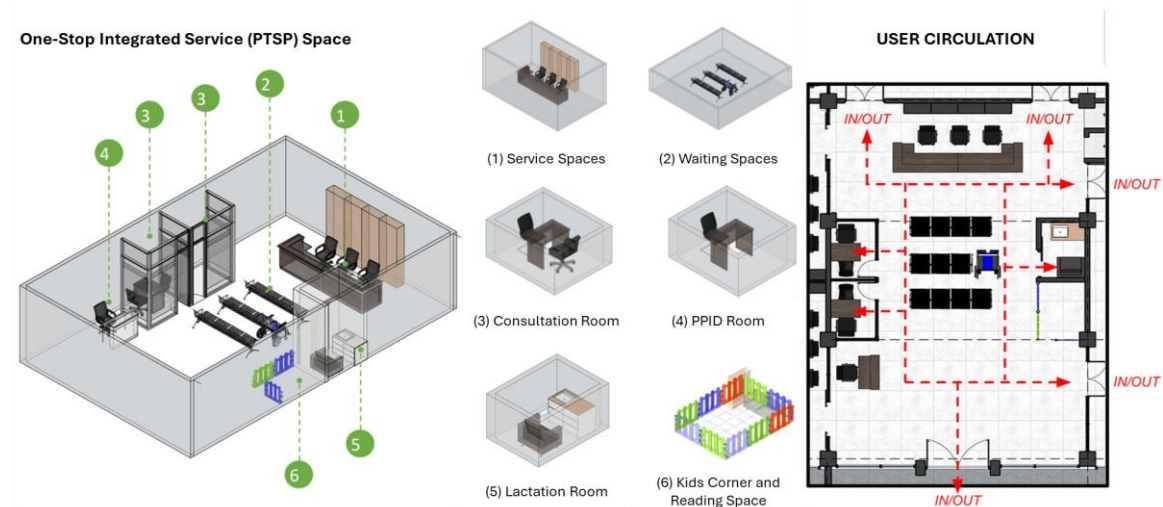 One-Stop Integrated Service (PTSP) Space
4
3
3
2
1
5
6
(1) Service Spaces
(2) Waiting Spaces
(3) Consultation Room
(4) PPID Room
(5) Lactation Room
(6) Kids Corner and
Reading Space
USER CIRCULATION
IN/OUT
IN/OUT
IN/OUT
IN/OUT
IN/OUT